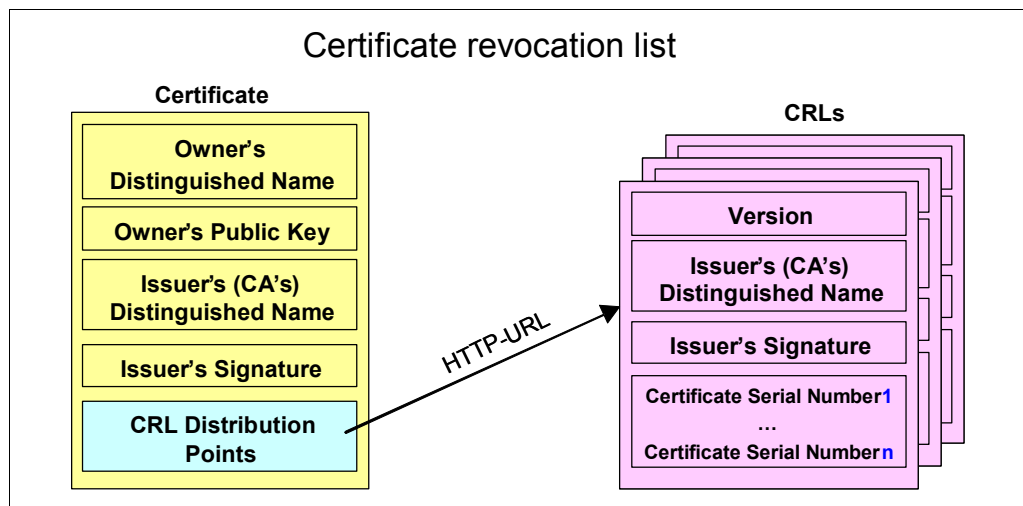 Certificate revocation list
Certificate
Owner's
Distinguished Name
Owner's Public Key
Issuer's (CA's)
Distinguished Name
Issuer's Signature
CRL Distribution
Points
HTTP-URL
CRLs
Version
Issuer's (CA's)
Distinguished Name
Issuer's Signature
Certificate Serial Number1
...
Certificate Serial Numbern